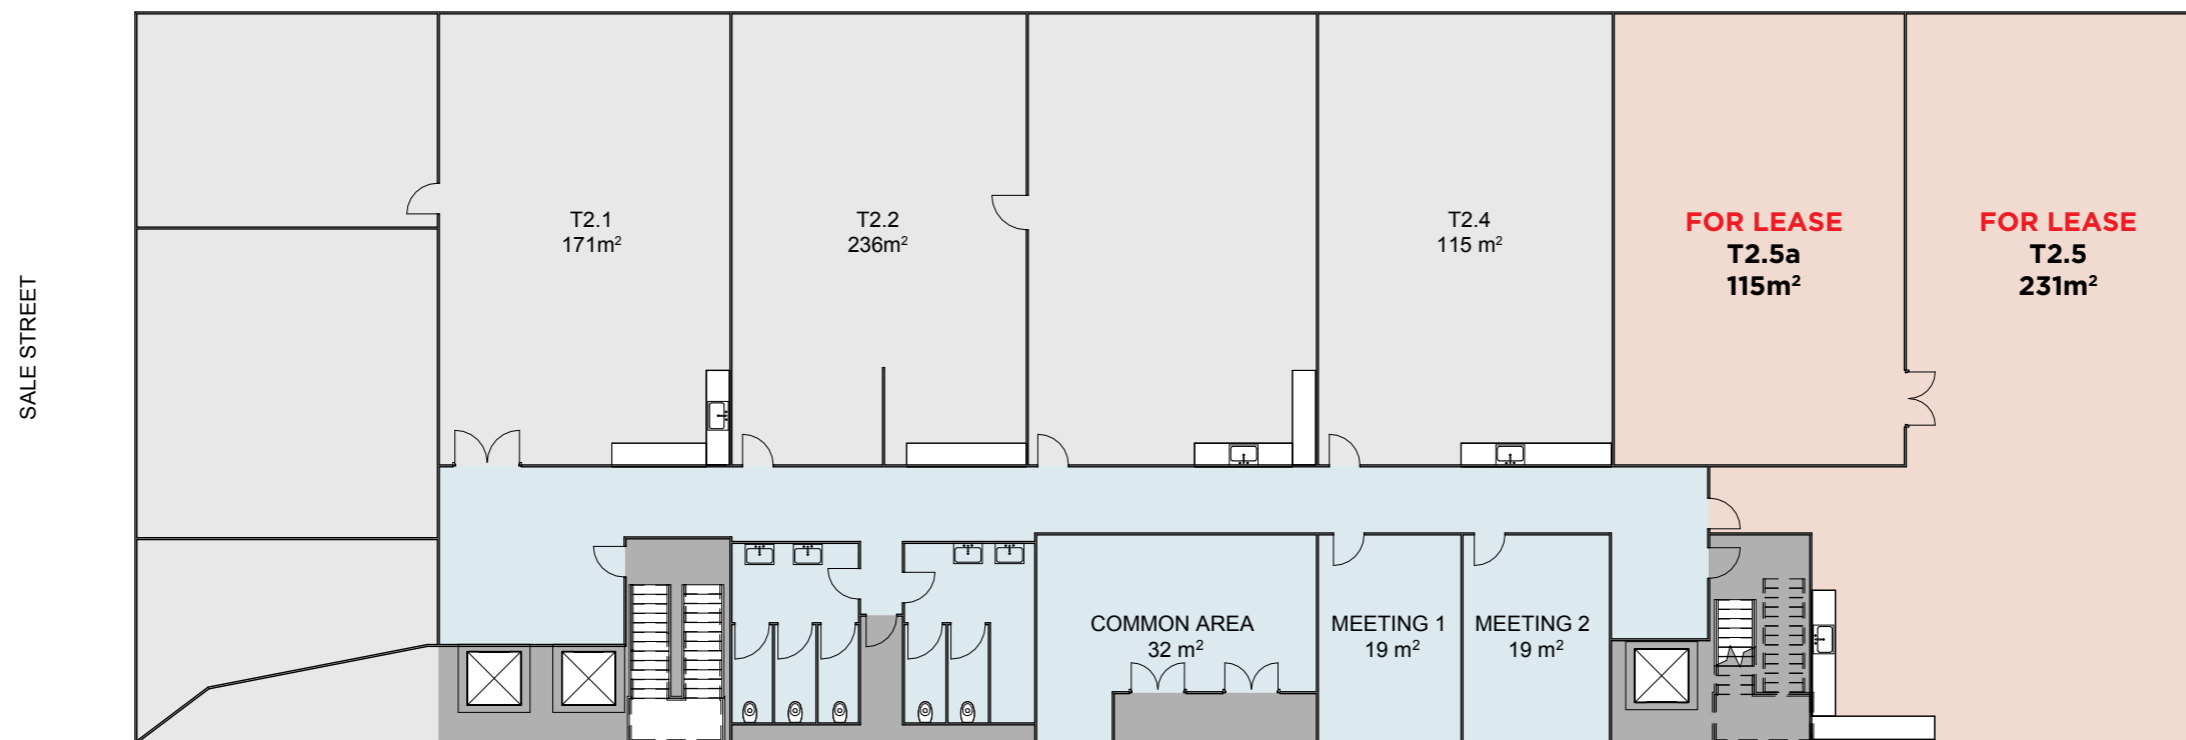 SALE STREET
T2.1
171m²
T2.2
236m²
T2.4
115 m²
FOR LEASE
T2.5a
115m²
FOR LEASE
T2.5
231m²
COMMON AREA
32 m²
MEETING 1
19 m²
MEETING 2
19 m²